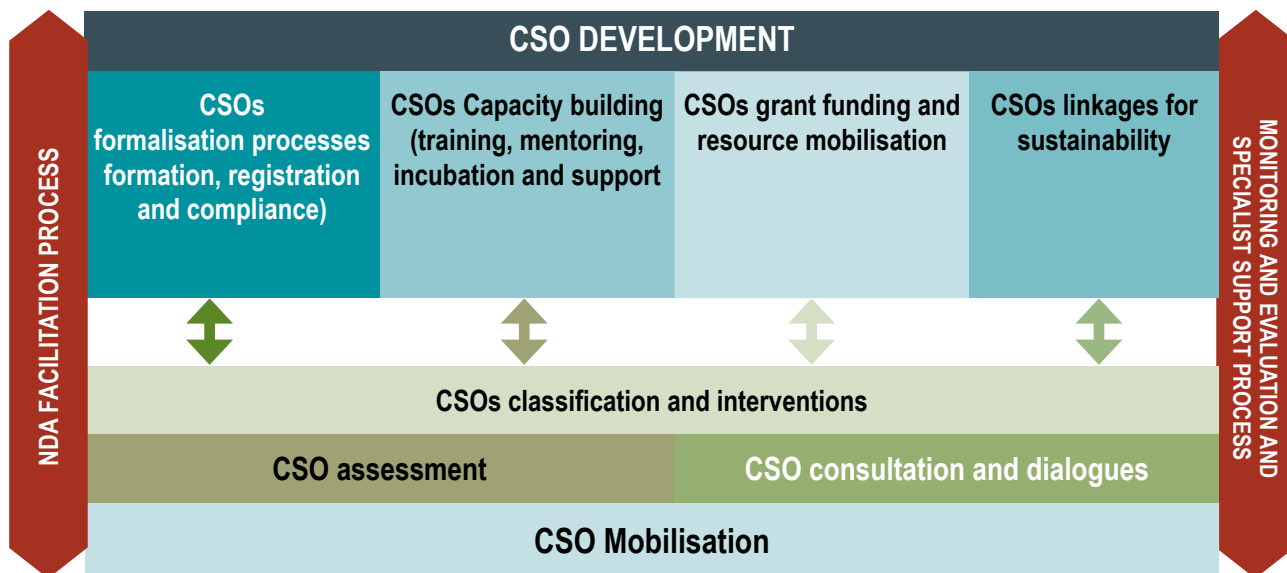 CSO DEVELOPMENT
NDA FACILITATION PROCESS
CSOs
formalisation processes
formation, registration
and compliance)
CSOs Capacity building
(training, mentoring,
incubation and support
CSOs grant funding and
resource mobilisation
CSOs linkages for
sustainability
MONITORING AND EVALUATION AND
SPECIALIST SUPPORT PROCESS
CSOs classification and interventions
CSO assessment
CSO consultation and dialogues
CSO Mobilisation